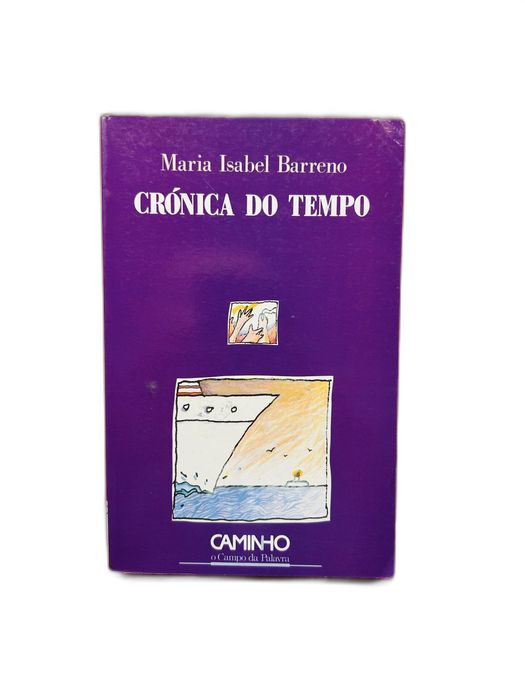 Maria Isabel Barreno
CRÓNICA DO TEMPO
CAMINHO
o Campo da Palavra